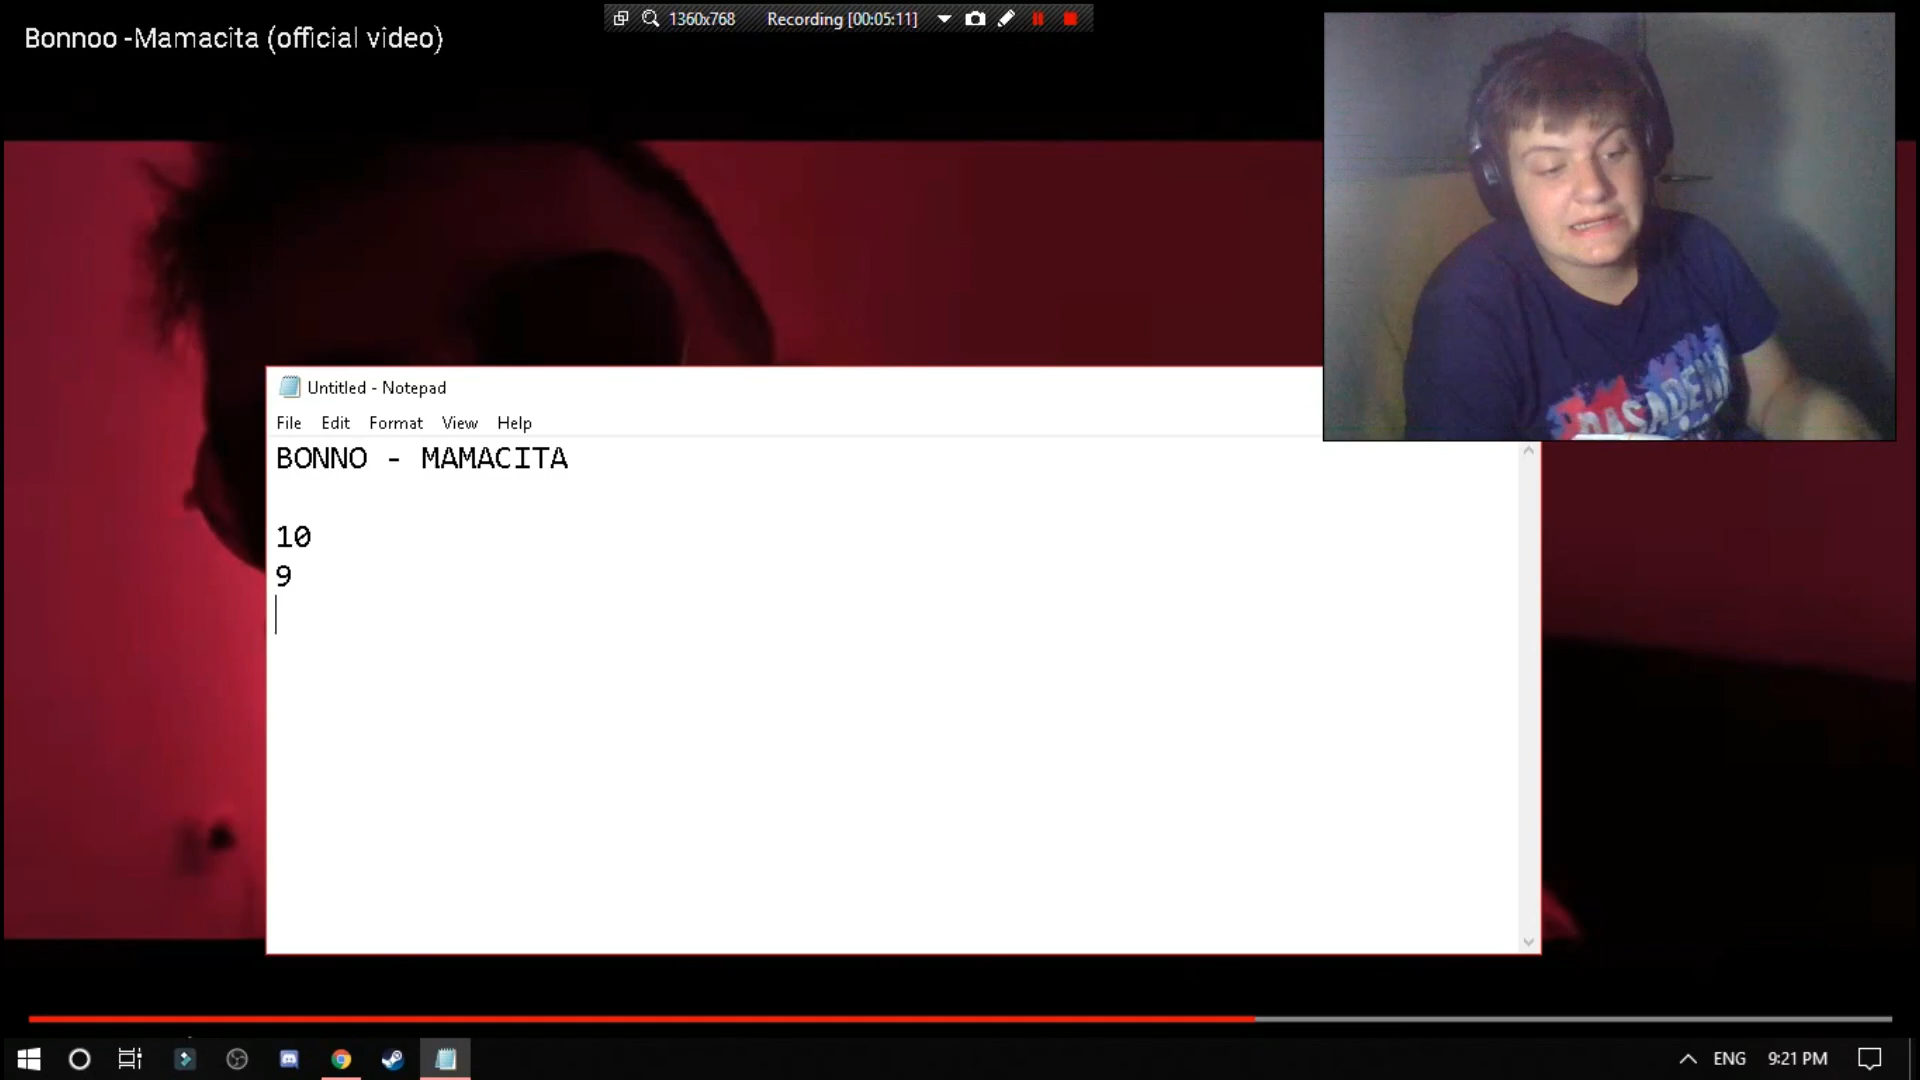 Bonnoo -Mamacita (official video)
1360x768 Recording [00:05:11]
Untitled - Notepad
File Edit Format View Help
BONNO - MAMACITA
10
9
ENG 9:21 PM